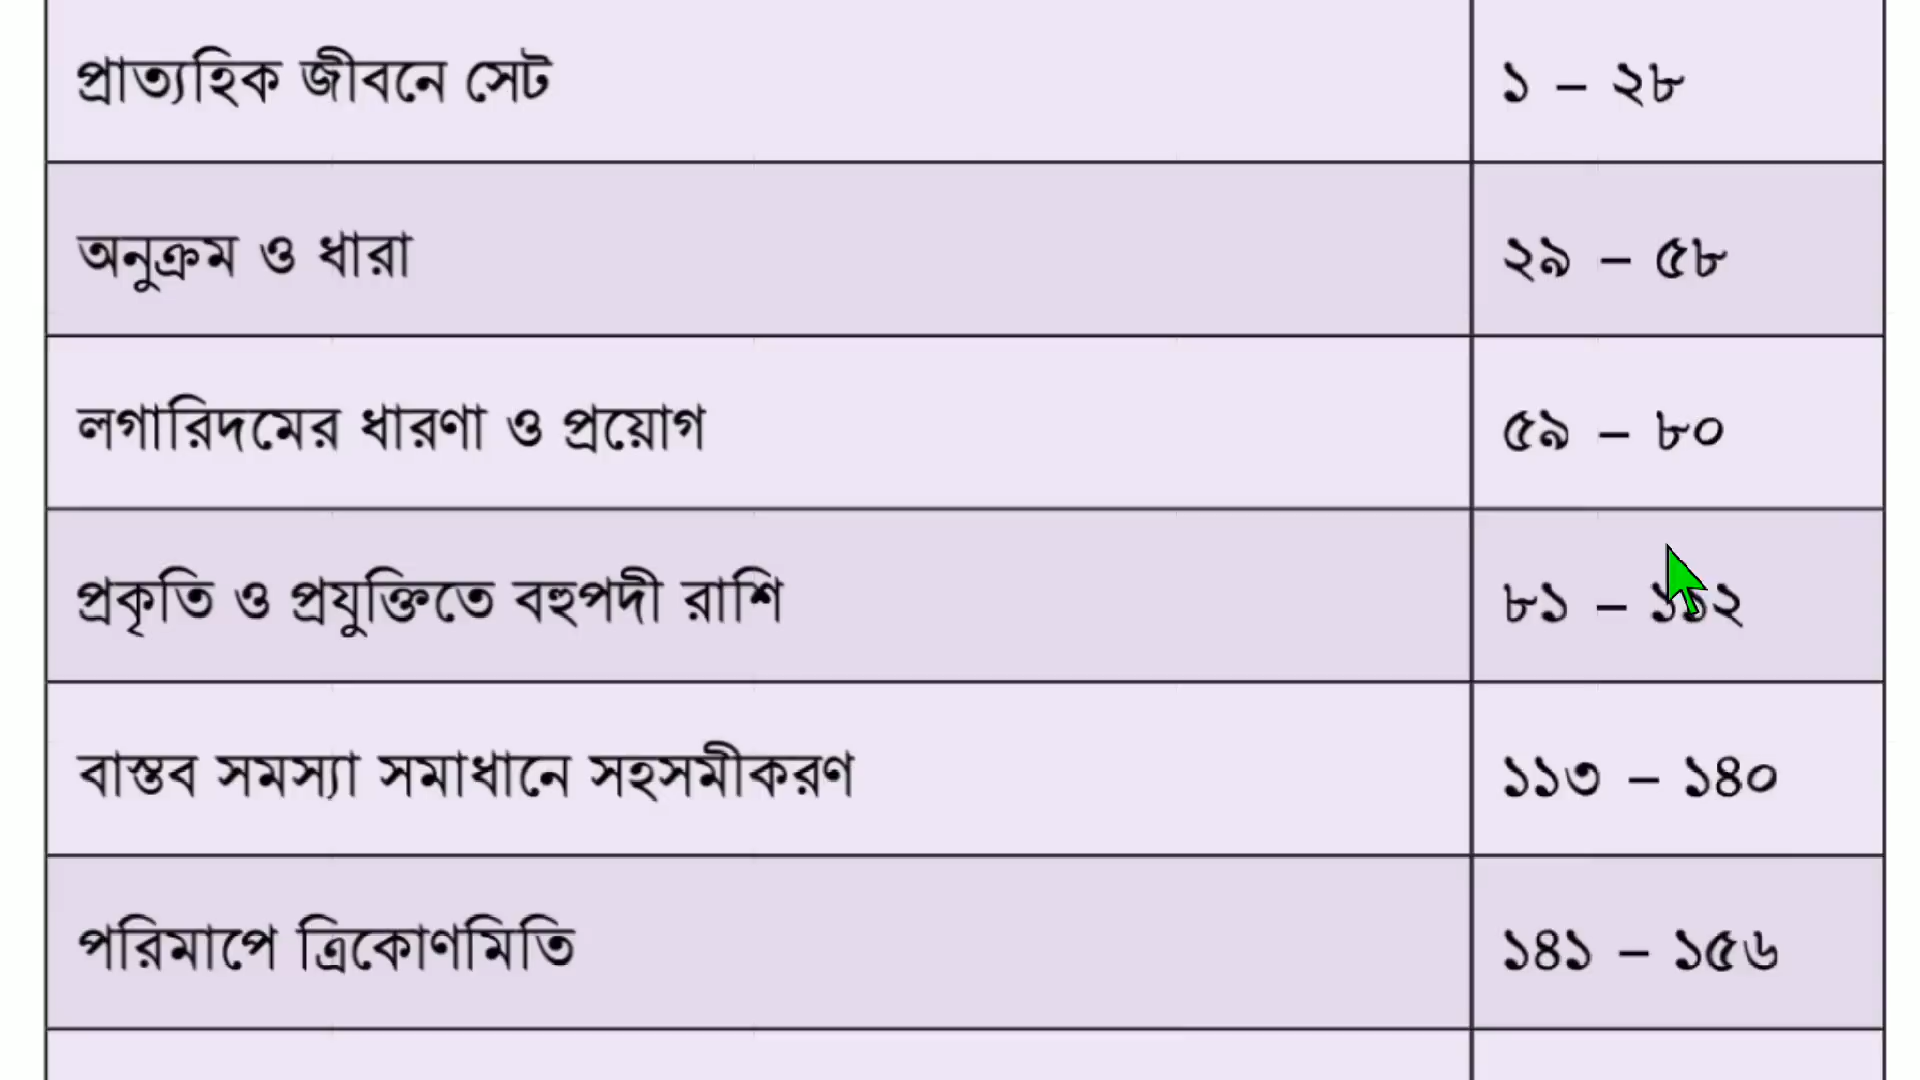 প্রাত্যহিক জীবনে সেট ১ – ২৮
অনুক্রম ও ধারা ২৯ – ৫৮
লগারিদমের ধারণা ও প্রয়োগ ৫৯ – ৮০
প্রকৃতি ও প্রযুক্তিতে বহুপদী রাশি ৮১ – ১১২
বাস্তব সমস্যা সমাধানে সহসমীকরণ ১১৩ – ১৪০
পরিমাপে ত্রিকোণমিতি ১৪১ – ১৫৬